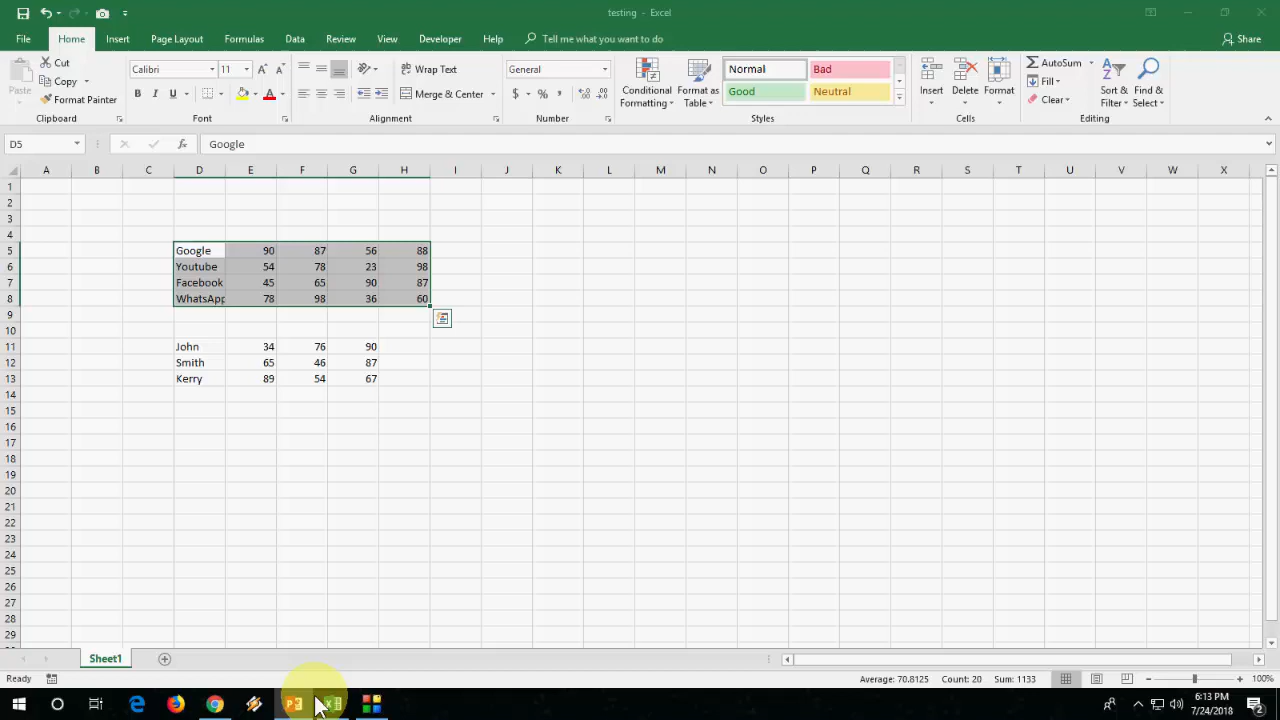 testing - Excel
File Home Insert Page Layout Formulas Data Review View Developer Help Tell me what you want to do Share
Paste
Cut
Copy
Format Painter
Clipboard
Calibri 11
B I U
Font
Wrap Text
Merge & Center
Alignment
General
$ % ,
Number
Conditional Formatting
Format as Table
Normal Bad
Good Neutral
Styles
Insert Delete Format
Cells
AutoSum
Fill
Clear
Sort & Filter
Find & Select
Editing
D5 fx Google
A B C D E F G H I J K L M N O P Q R S T U V W X
1
2
3
4
5 Google 90 87 56 88
6 Youtube 54 78 23 98
7 Facebook 45 65 90 87
8 WhatsApp 78 98 36 60
9
10
11 John 34 76 90
12 Smith 65 46 87
13 Kerry 89 54 67
14
15
16
17
18
19
20
21
22
23
24
25
26
27
28
29
Sheet1
Ready Average: 70.8125 Count: 20 Sum: 1133 100%
6:13 PM
7/24/2018
2